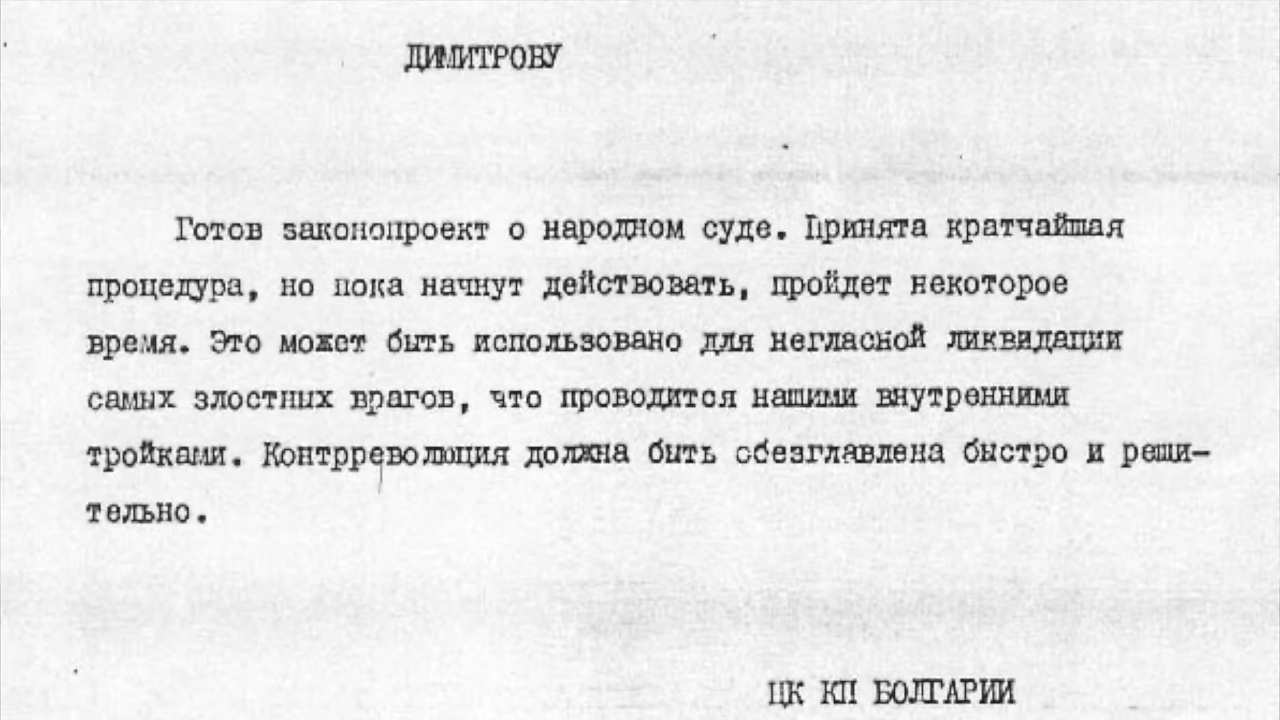 ДИМИТРОВУ
Готов законопроект о народном суде. Принята кратчайшая
процедура, но пока начнут действовать, пройдет некоторое
время. Это может быть использовано для негласной ликвидации
самых злостных врагов, что проводится нашими внутренними
тройками. Контрреволюция должна быть обезглавлена быстро и реши-
тельно.
ЦК КП БОЛГАРИИ